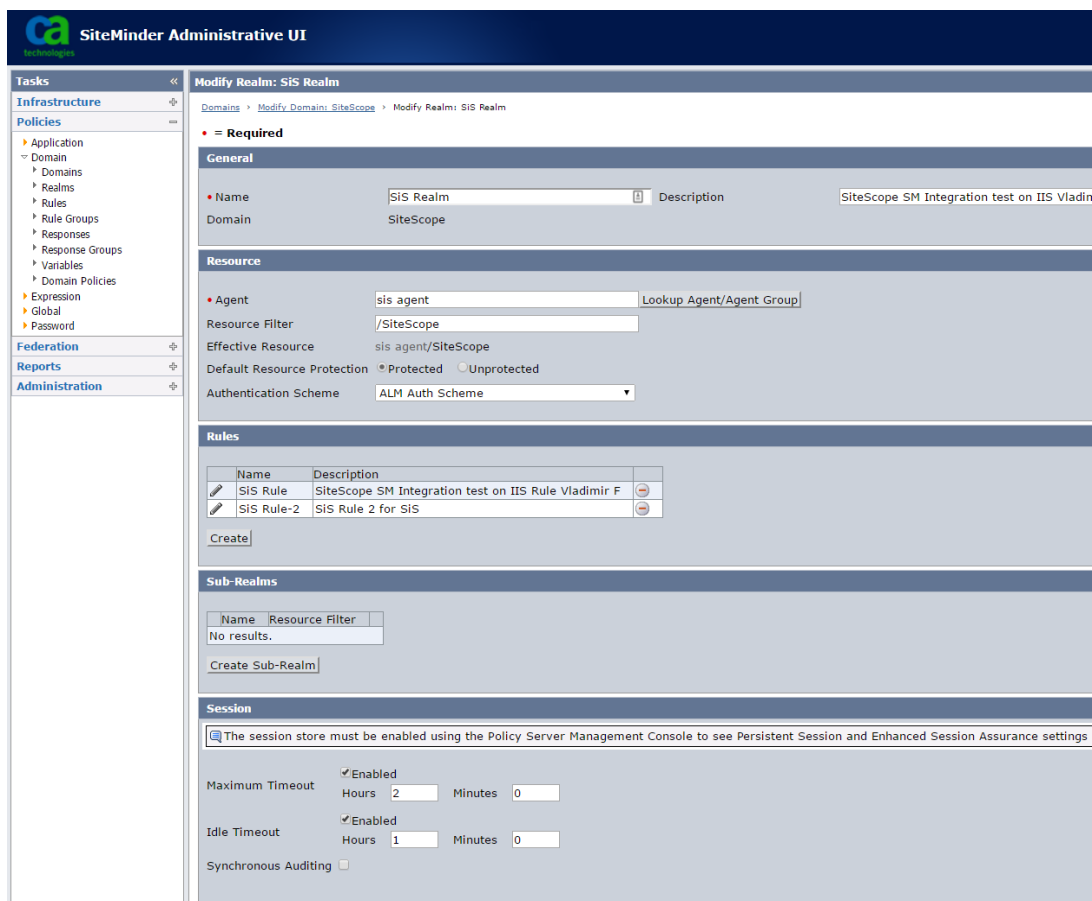 ca
technologies
SiteMinder Administrative UI
Tasks «
Infrastructure
Policies
Application
Domain
Domains
Realms
Rules
Rule Groups
Responses
Response Groups
Variables
Domain Policies
Expression
Global
Password
Federation
Reports
Administration
Modify Realm: SiS Realm
Domains › Modify Domain: SiteScope › Modify Realm: SiS Realm
• = Required
General
• Name SiS Realm Description SiteScope SM Integration test on IIS Vladim
Domain SiteScope
Resource
• Agent sis agent Lookup Agent/Agent Group
Resource Filter /SiteScope
Effective Resource sis agent/SiteScope
Default Resource Protection Protected Unprotected
Authentication Scheme ALM Auth Scheme
Rules
Name Description
SiS Rule SiteScope SM Integration test on IIS Rule Vladimir F
SiS Rule-2 SiS Rule 2 for SiS
Create
Sub-Realms
Name Resource Filter
No results.
Create Sub-Realm
Session
The session store must be enabled using the Policy Server Management Console to see Persistent Session and Enhanced Session Assurance settings
Maximum Timeout Enabled
Hours 2 Minutes 0
Idle Timeout Enabled
Hours 1 Minutes 0
Synchronous Auditing